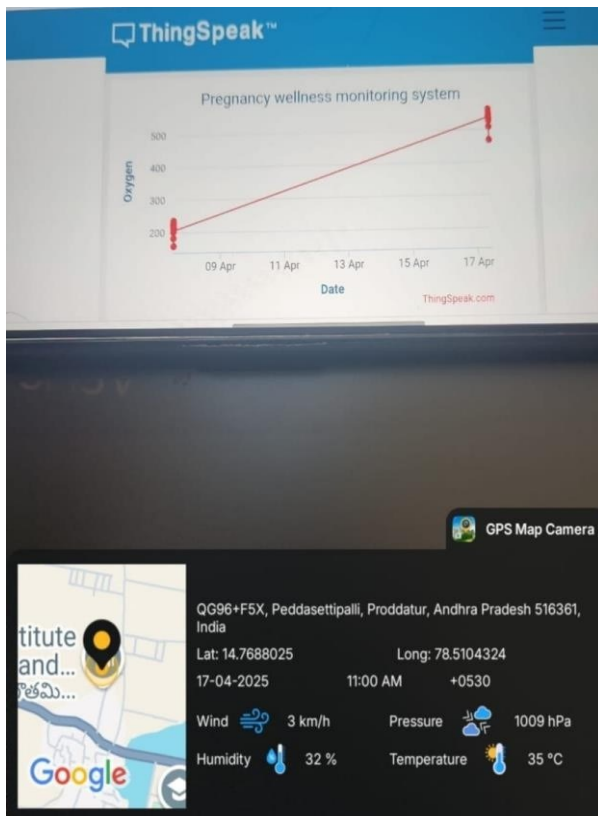 ThingSpeak™
Pregnancy wellness monitoring system
500
400
300
200
Oxygen
09 Apr
11 Apr
13 Apr
15 Apr
17 Apr
Date
ThingSpeak.com
GPS Map Camera
titute
and...
Google
QG96+F5X, Peddasettipalli, Proddatur, Andhra Pradesh 516361,
India
Lat: 14.7688025 Long: 78.5104324
17-04-2025 11:00 AM +0530
Wind 3 km/h Pressure 1009 hPa
Humidity 32 % Temperature 35 °C